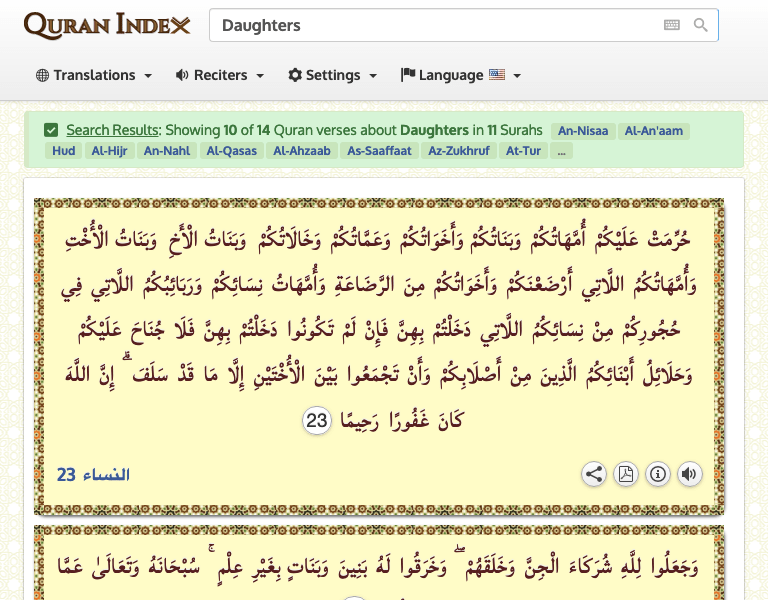 QURAN INDEX
Daughters
Translations
Reciters
Settings
Language
Search Results: Showing 10 of 14 Quran verses about Daughters in 11 Surahs An-Nisaa Al-An'aam
Hud Al-Hijr An-Nahl Al-Qasas Al-Ahzaab As-Saaffaat Az-Zukhruf At-Tur ...
حُرِّمَتْ عَلَيْكُمْ أُمَّهَاتُكُمْ وَبَنَاتُكُمْ وَأَخَوَاتُكُمْ وَعَمَّاتُكُمْ وَخَالَاتُكُمْ وَبَنَاتُ الْأَخِ وَبَنَاتُ الْأُخْتِ
وَأُمَّهَاتُكُمُ اللَّاتِي أَرْضَعْنَكُمْ وَأَخَوَاتُكُمْ مِنَ الرَّضَاعَةِ وَأُمَّهَاتُ نِسَائِكُمْ وَرَبَائِبُكُمُ اللَّاتِي فِي
حُجُورِكُمْ مِنْ نِسَائِكُمُ اللَّاتِي دَخَلْتُمْ بِهِنَّ فَإِنْ لَمْ تَكُونُوا دَخَلْتُمْ بِهِنَّ فَلَا جُنَاحَ عَلَيْكُمْ
وَحَلَائِلُ أَبْنَائِكُمُ الَّذِينَ مِنْ أَصْلَابِكُمْ وَأَنْ تَجْمَعُوا بَيْنَ الْأُخْتَيْنِ إِلَّا مَا قَدْ سَلَفَ ۗ إِنَّ اللَّهَ
كَانَ غَفُورًا رَحِيمًا 23
النساء 23
وَجَعَلُوا لِلَّهِ شُرَكَاءَ الْجِنَّ وَخَلَقَهُمْ ۖ وَخَرَقُوا لَهُ بَنِينَ وَبَنَاتٍ بِغَيْرِ عِلْمٍ ۚ سُبْحَانَهُ وَتَعَالَىٰ عَمَّا